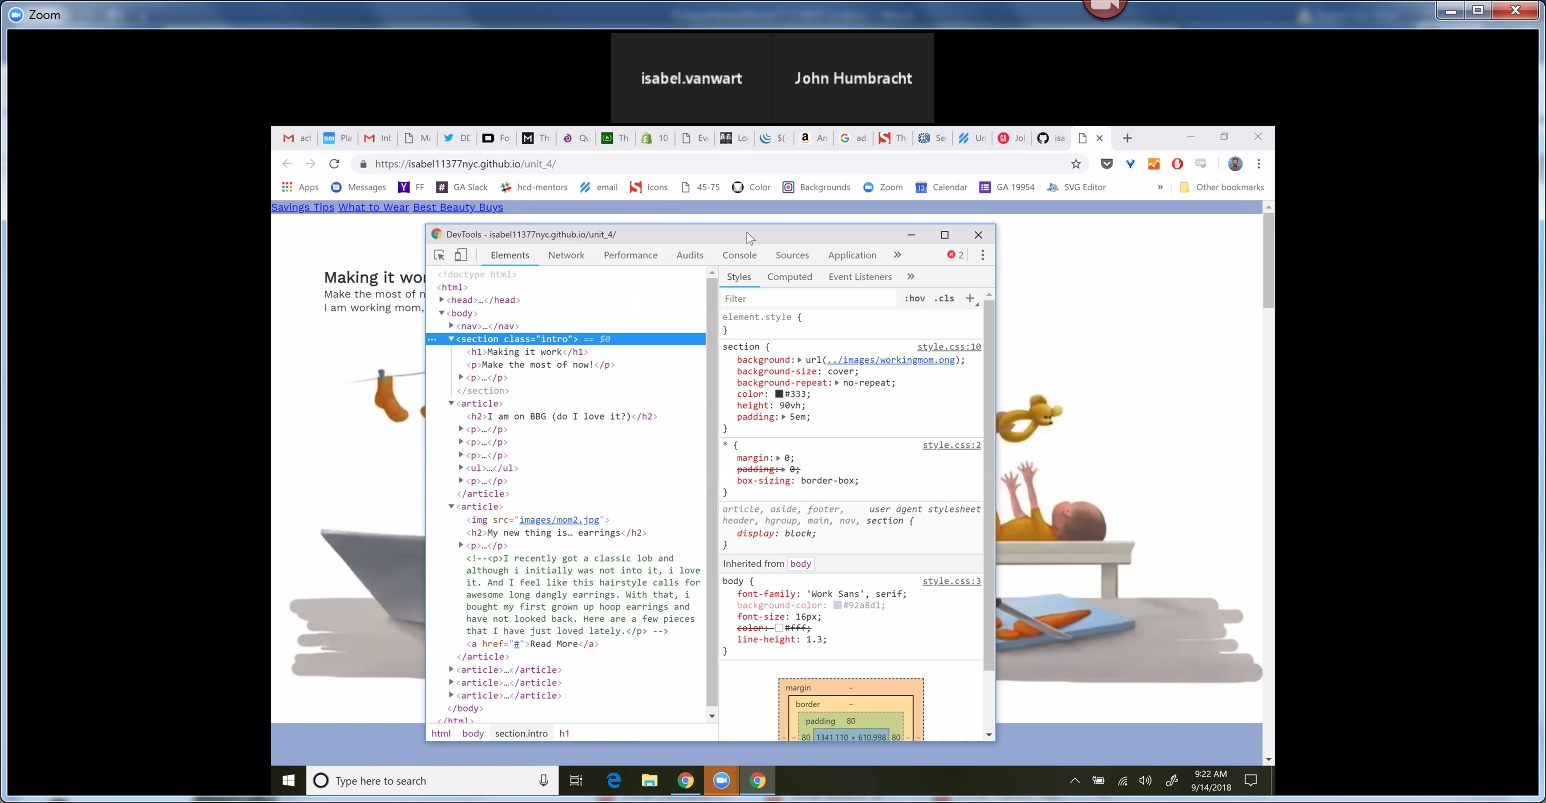 Zoom
isabel.vanwart
John Humbracht
act
Pla
Inb
Ma
DD
Fo
Th
Qu
Th
10
Eve
Lo
$(
An
ad
Th
Se
Un
Jol
isa
https://isabel11377nyc.github.io/unit_4/
Apps Messages FF GA Slack hcd-mentors email Icons 45-75 Color Backgrounds Zoom Calendar GA 19954 SVG Editor » Other bookmarks
Savings Tips What to Wear Best Beauty Buys
Making it wor
Make the most of n
I am working mom,
DevTools - isabel11377nyc.github.io/unit_4/
Elements Network Performance Audits Console Sources Application » 2
<!doctype html>
<html>
<head>…</head>
<body>
<nav>…</nav>
<section class="intro"> == $0
<h1>Making it work</h1>
<p>Make the most of now!</p>
<p>…</p>
</section>
<article>
<h2>I am on BBG (do I love it?)</h2>
<p>…</p>
<p>…</p>
<p>…</p>
<ul>…</ul>
<p>…</p>
</article>
<article>
<img src="images/mom2.jpg">
<h2>My new thing is… earrings</h2>
<p>…</p>
<!--<p>I recently got a classic lob and
although i initially was not into it, i love
it. And I feel like this hairstyle calls for
awesome long dangly earrings. With that, i
bought my first grown up hoop earrings and
have not looked back. Here are a few pieces
that I have just loved lately.</p> -->
<a href="#">Read More</a>
</article>
<article>…</article>
<article>…</article>
<article>…</article>
</body>
</html>
html body section.intro h1
Styles Computed Event Listeners »
Filter :hov .cls +
element.style {
}
section { style.css:10
background: url(../images/workingmom.png);
background-size: cover;
background-repeat: no-repeat;
color: #333;
height: 90vh;
padding: 5em;
}
* { style.css:2
margin: 0;
padding: 0;
box-sizing: border-box;
}
article, aside, footer, user agent stylesheet
header, hgroup, main, nav, section {
display: block;
}
Inherited from body
body { style.css:3
font-family: 'Work Sans', serif;
background-color: #92a8d1;
font-size: 16px;
color: #fff;
line-height: 1.3;
}
margin –
border –
padding 80
– – 80 1341.110 × 610.998 80 – –
Type here to search
9:22 AM
9/14/2018